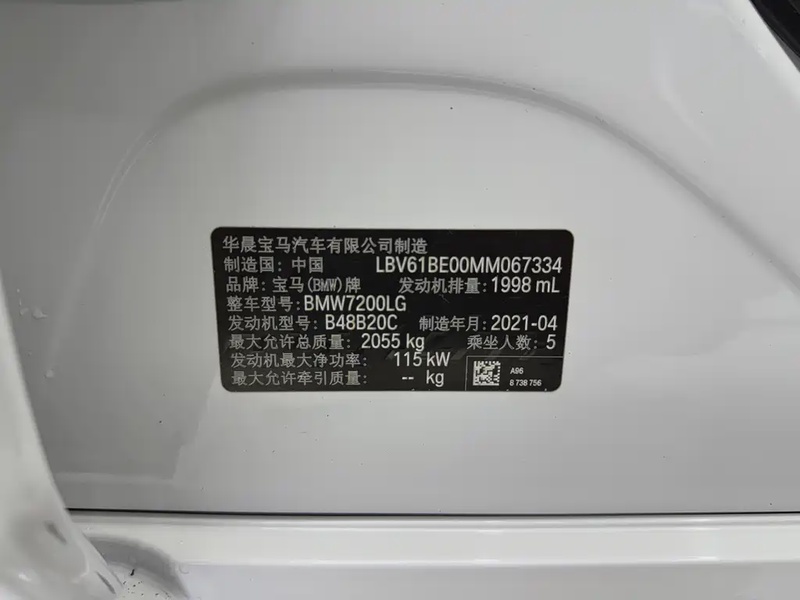 华晨宝马汽车有限公司制造
制造国: 中国 LBV61BE00MM067334
品牌: 宝马(BMW)牌 发动机排量: 1998 mL
整车型号: BMW7200LG
发动机型号: B48B20C 制造年月: 2021-04
最大允许总质量: 2055 kg 乘坐人数: 5
发动机最大净功率: 115 kW
最大允许牵引质量: -- kg
A96
8 738 756